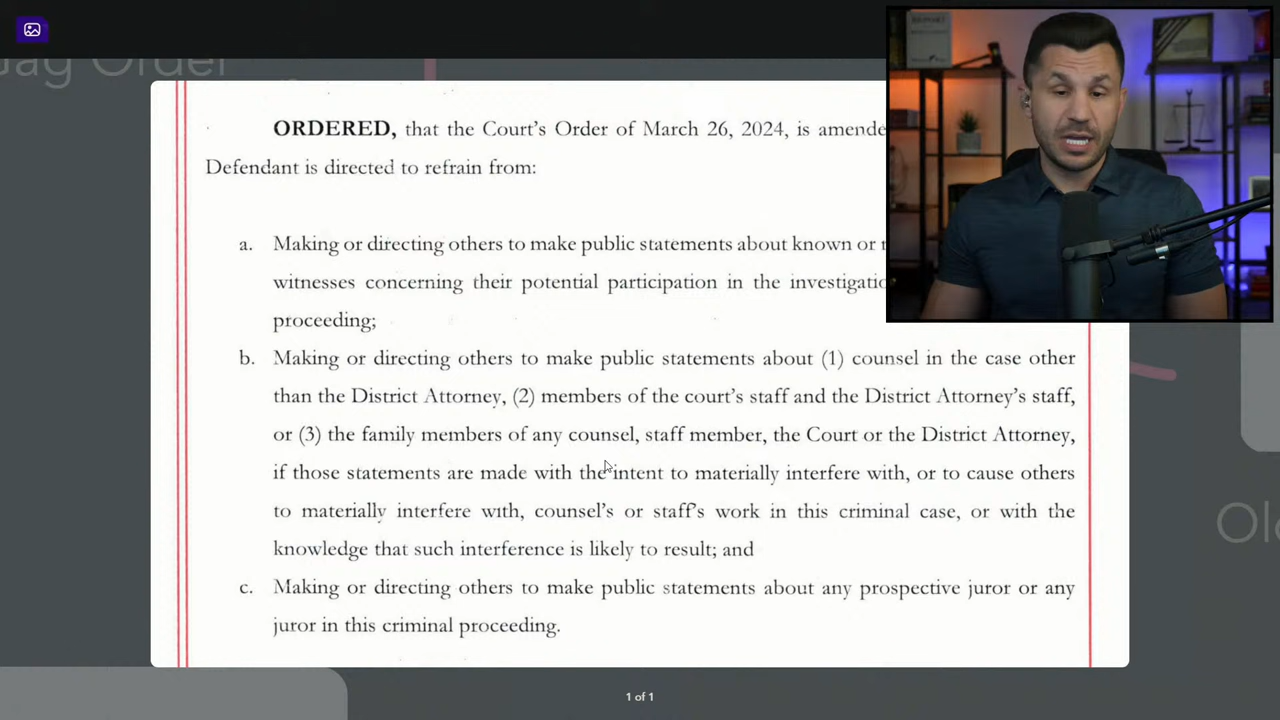 Gag Order
ORDERED, that the Court's Order of March 26, 2024, is amende
Defendant is directed to refrain from:
a. Making or directing others to make public statements about known or r
witnesses concerning their potential participation in the investigatio
proceeding;
b. Making or directing others to make public statements about (1) counsel in the case other
than the District Attorney, (2) members of the court's staff and the District Attorney's staff,
or (3) the family members of any counsel, staff member, the Court or the District Attorney,
if those statements are made with the intent to materially interfere with, or to cause others
to materially interfere with, counsel's or staff's work in this criminal case, or with the
knowledge that such interference is likely to result; and
c. Making or directing others to make public statements about any prospective juror or any
juror in this criminal proceeding.
1 of 1